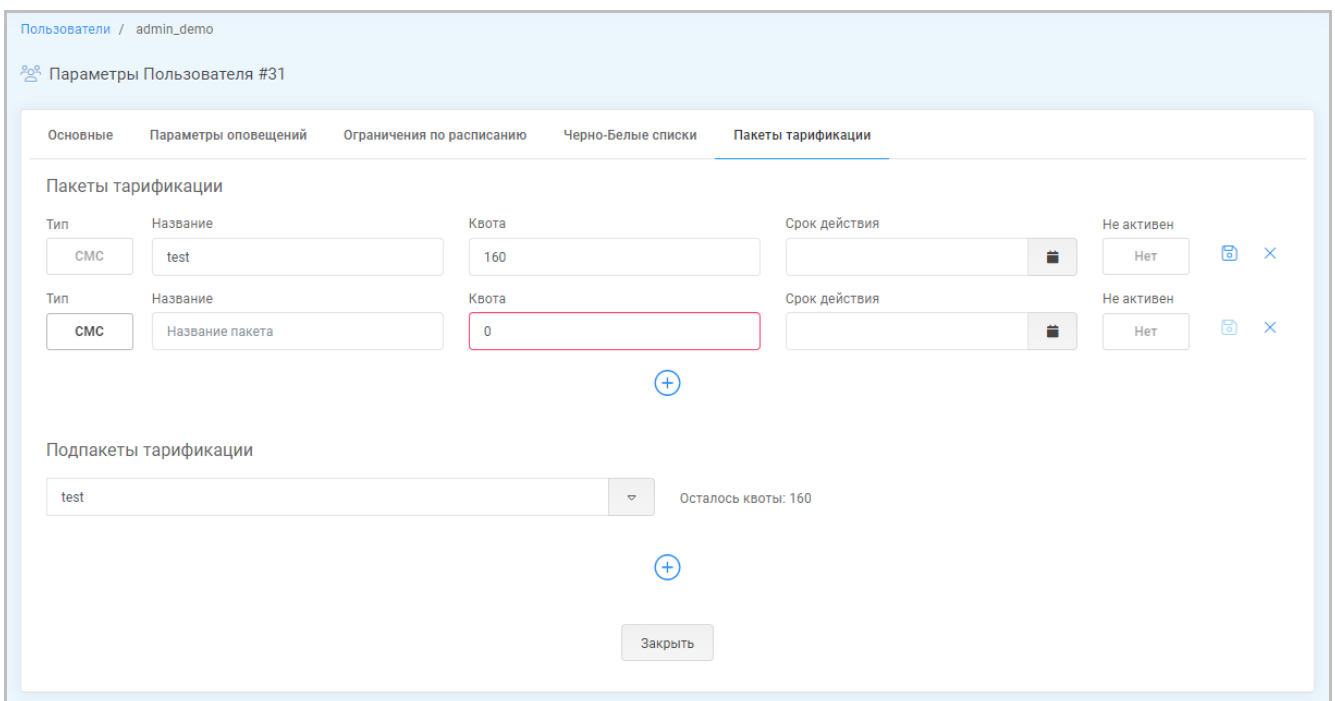 Пользователи / admin_demo
Параметры Пользователя #31
Основные Параметры оповещений Ограничения по расписанию Черно-Белые списки Пакеты тарификации
Пакеты тарификации
Тип Название Квота Срок действия Не активен
СМС test 160 Нет
Тип Название Квота Срок действия Не активен
СМС Название пакета 0 Нет
Подпакеты тарификации
test Осталось квоты: 160
Закрыть